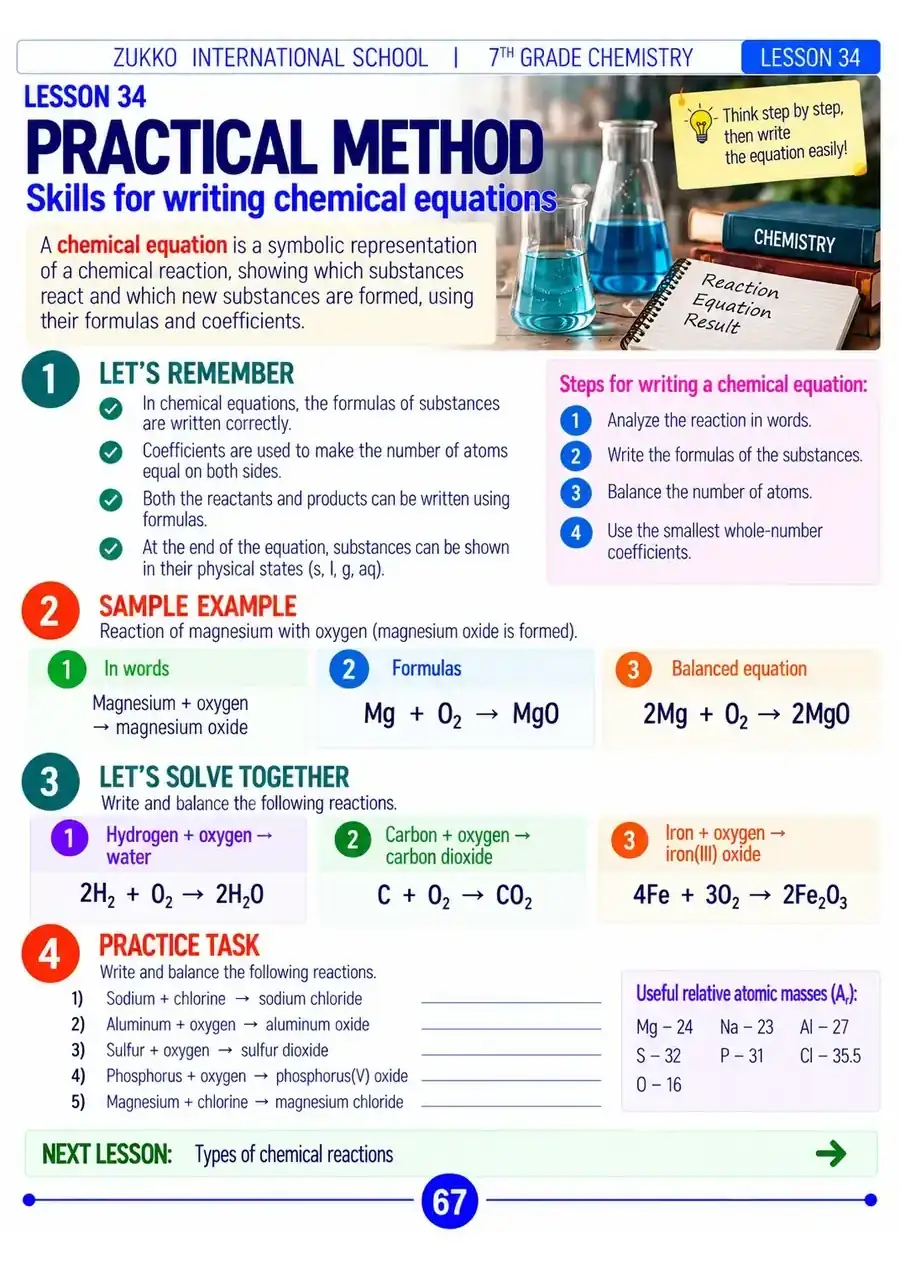 ZUKKO INTERNATIONAL SCHOOL | 7TH GRADE CHEMISTRY LESSON 34
LESSON 34
PRACTICAL METHOD
Skills for writing chemical equations
Think step by step,
then write
the equation easily!
CHEMISTRY
Reaction
Equation
Result
A chemical equation is a symbolic representation
of a chemical reaction, showing which substances
react and which new substances are formed, using
their formulas and coefficients.
1 LET'S REMEMBER
In chemical equations, the formulas of substances
are written correctly.
Coefficients are used to make the number of atoms
equal on both sides.
Both the reactants and products can be written using
formulas.
At the end of the equation, substances can be shown
in their physical states (s, l, g, aq).
Steps for writing a chemical equation:
1 Analyze the reaction in words.
2 Write the formulas of the substances.
3 Balance the number of atoms.
4 Use the smallest whole-number
coefficients.
2 SAMPLE EXAMPLE
Reaction of magnesium with oxygen (magnesium oxide is formed).
1 In words
Magnesium + oxygen
→ magnesium oxide
2 Formulas
Mg + O₂ → MgO
3 Balanced equation
2Mg + O₂ → 2MgO
3 LET'S SOLVE TOGETHER
Write and balance the following reactions.
1 Hydrogen + oxygen →
water
2H₂ + O₂ → 2H₂O
2 Carbon + oxygen →
carbon dioxide
C + O₂ → CO₂
3 Iron + oxygen →
iron(III) oxide
4Fe + 3O₂ → 2Fe₂O₃
4 PRACTICE TASK
Write and balance the following reactions.
1) Sodium + chlorine → sodium chloride
2) Aluminum + oxygen → aluminum oxide
3) Sulfur + oxygen → sulfur dioxide
4) Phosphorus + oxygen → phosphorus(V) oxide
5) Magnesium + chlorine → magnesium chloride
Useful relative atomic masses (Aᵣ):
Mg – 24 Na – 23 Al – 27
S – 32 P – 31 Cl – 35.5
O – 16
NEXT LESSON: Types of chemical reactions →
67